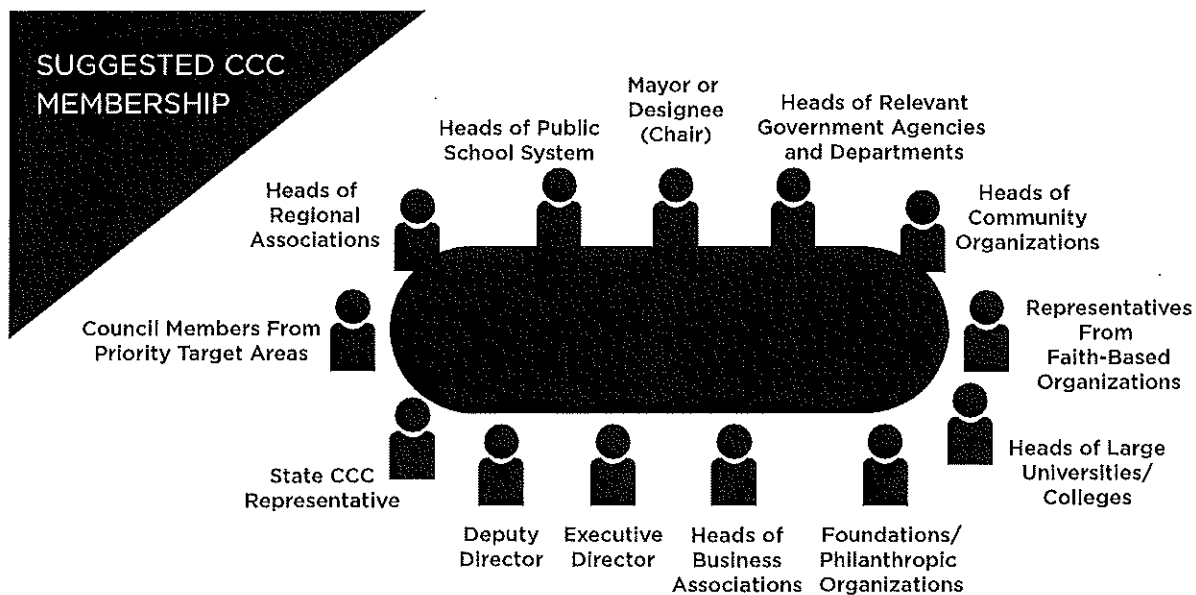 SUGGESTED CCC
MEMBERSHIP
Mayor or
Designee
(Chair)
Heads of Public
School System
Heads of Relevant
Government Agencies
and Departments
Heads of
Regional
Associations
Heads of
Community
Organizations
Council Members From
Priority Target Areas
Representatives
From
Faith-Based
Organizations
State CCC
Representative
Heads of Large
Universities/
Colleges
Deputy
Director
Executive
Director
Heads of
Business
Associations
Foundations/
Philanthropic
Organizations